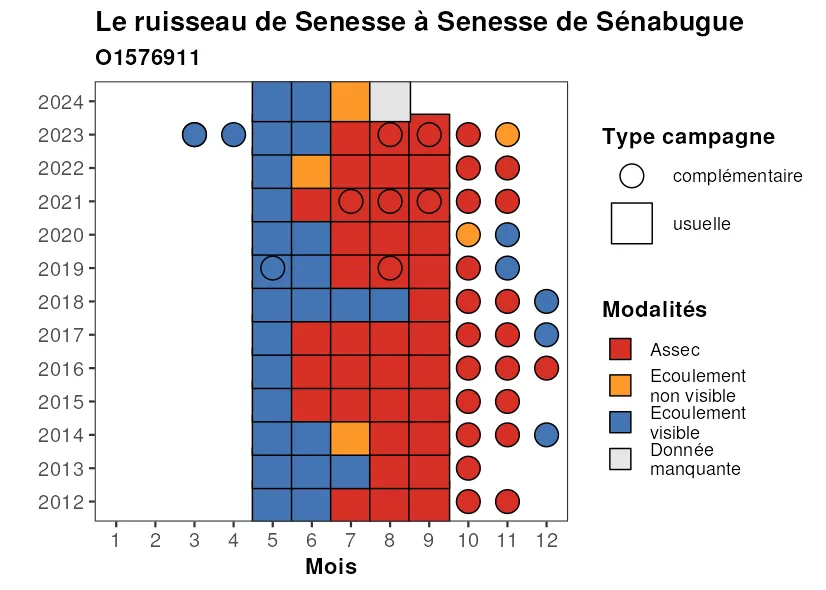 Le ruisseau de Senesse à Senesse de Sénabugue
O1576911
2024
2023
2022
2021
2020
2019
2018
2017
2016
2015
2014
2013
2012
1 2 3 4 5 6 7 8 9 10 11 12
Mois
Type campagne
complémentaire
usuelle
Modalités
Assec
Ecoulement
non visible
Ecoulement
visible
Donnée
manquante